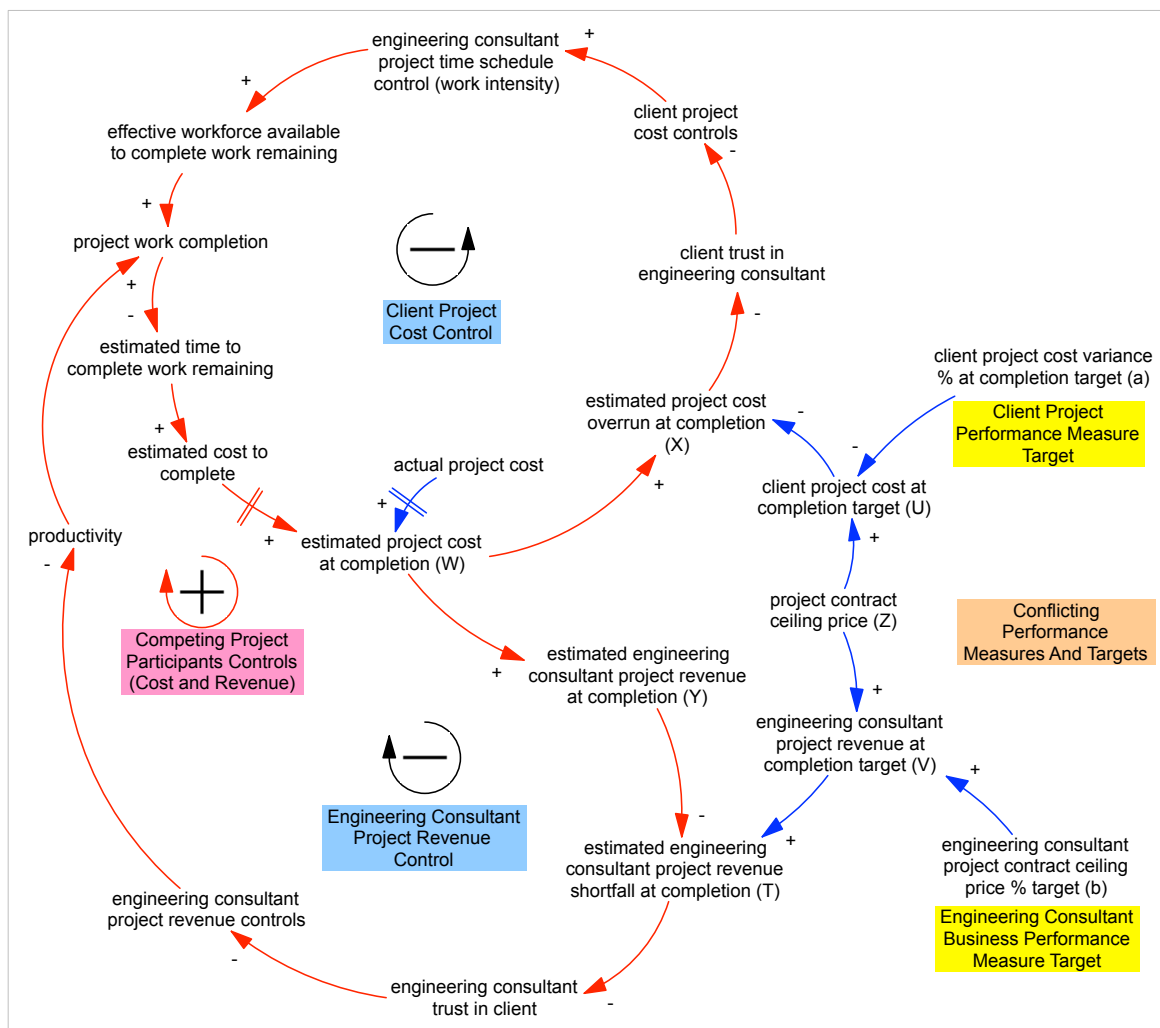 engineering consultant
project time schedule
control (work intensity)
+
+
client project
cost controls
-
effective workforce available
to complete work remaining
+
project work completion
+
-
client trust in
engineering consultant
-
Client Project
Cost Control
estimated time to
complete work remaining
+
estimated cost to
complete
client project cost variance
% at completion target (a)
Client Project
Performance Measure
Target
-
estimated project cost
overrun at completion
(X)
-
+
actual project cost
+
client project cost at
completion target (U)
+
productivity
-
+
estimated project cost
at completion (W)
Competing Project
Participants Controls
(Cost and Revenue)
project contract
ceiling price (Z)
+
Conflicting
Performance
Measures And Targets
estimated engineering
consultant project revenue
at completion (Y)
+
engineering consultant
project revenue at
completion target (V)
+
Engineering Consultant
Project Revenue
Control
-
+
estimated engineering
consultant project revenue
shortfall at completion (T)
engineering consultant
project contract ceiling
price % target (b)
Engineering Consultant
Business Performance
Measure Target
engineering consultant
project revenue controls
-
engineering consultant
trust in client
-